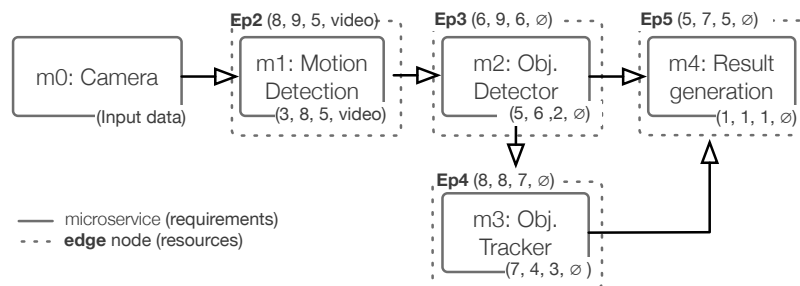 Ep2 (8, 9, 5, video)
Ep3 (6, 9, 6, ∅)
Ep5 (5, 7, 5, ∅)
m0: Camera
(Input data)
m1: Motion
Detection
(3, 8, 5, video)
m2: Obj.
Detector
(5, 6 ,2, ∅)
m4: Result
generation
(1, 1, 1, ∅)
Ep4 (8, 8, 7, ∅)
m3: Obj.
Tracker
(7, 4, 3, ∅ )
microservice (requirements)
edge node (resources)